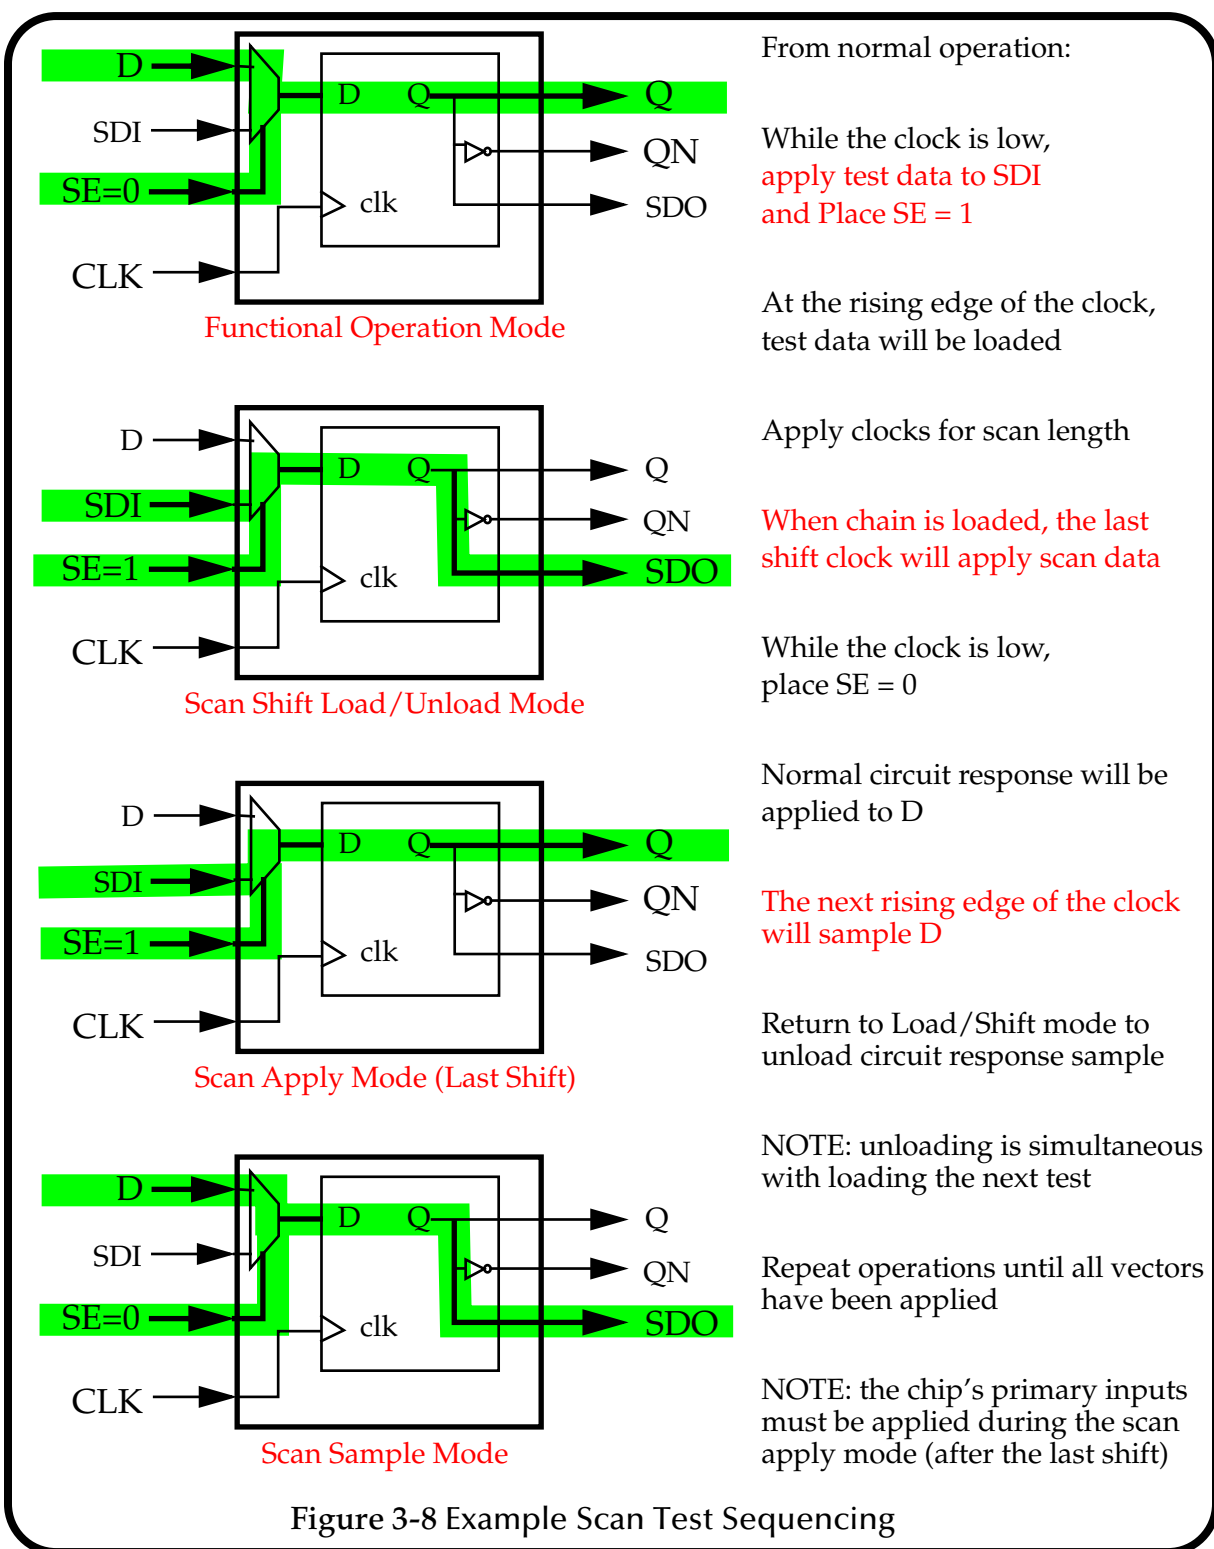 D
SDI
SE=0
CLK
D
Q
clk
Q
QN
SDO
Functional Operation Mode
D
SDI
SE=1
CLK
D
Q
clk
Q
QN
SDO
Scan Shift Load/Unload Mode
D
SDI
SE=1
CLK
D
Q
clk
Q
QN
SDO
Scan Apply Mode (Last Shift)
D
SDI
SE=0
CLK
D
Q
clk
Q
QN
SDO
Scan Sample Mode
From normal operation:
While the clock is low,
apply test data to SDI
and Place SE = 1
At the rising edge of the clock,
test data will be loaded
Apply clocks for scan length
When chain is loaded, the last
shift clock will apply scan data
While the clock is low,
place SE = 0
Normal circuit response will be
applied to D
The next rising edge of the clock
will sample D
Return to Load/Shift mode to
unload circuit response sample
NOTE: unloading is simultaneous
with loading the next test
Repeat operations until all vectors
have been applied
NOTE: the chip's primary inputs
must be applied during the scan
apply mode (after the last shift)
Figure 3-8 Example Scan Test Sequencing